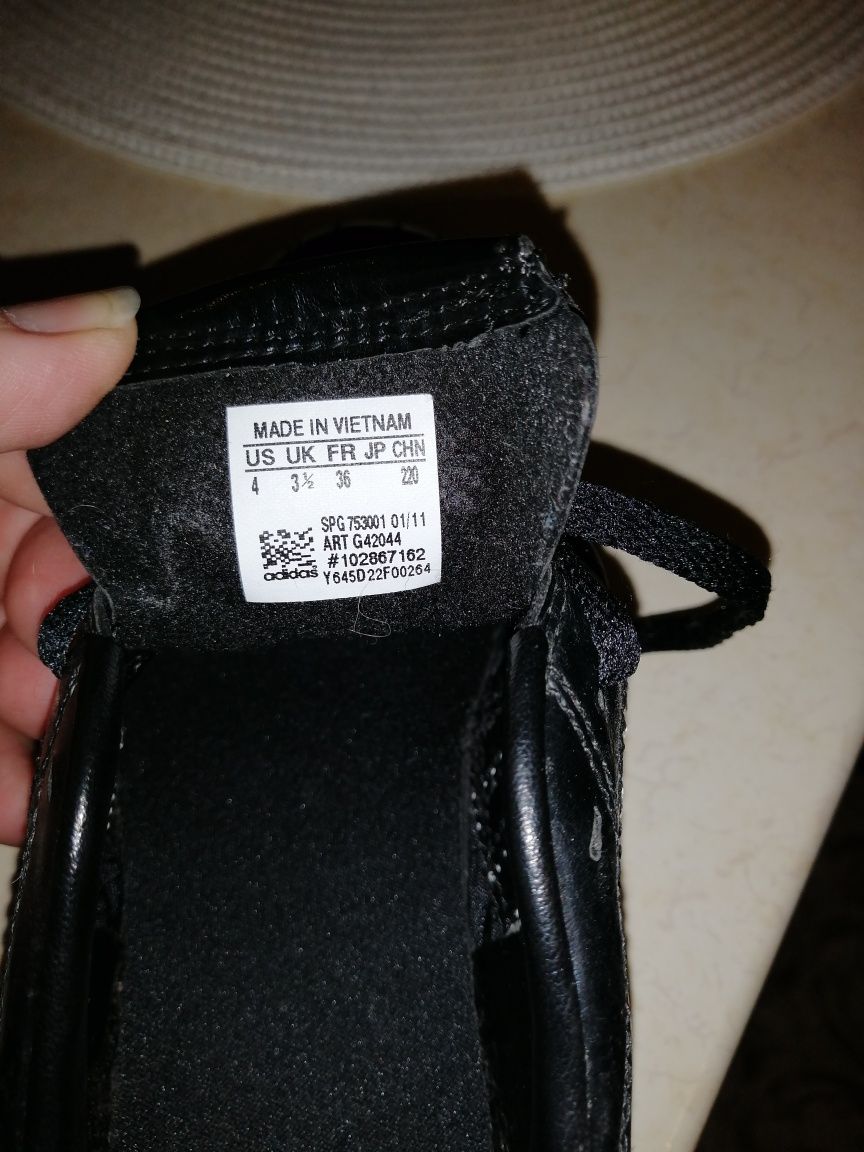 MADE IN VIETNAM
US UK FR JP CHN
4 3½ 36 220
SPG 753001 01/11
ART G42044
#102867162
adidas Y645D22F00264